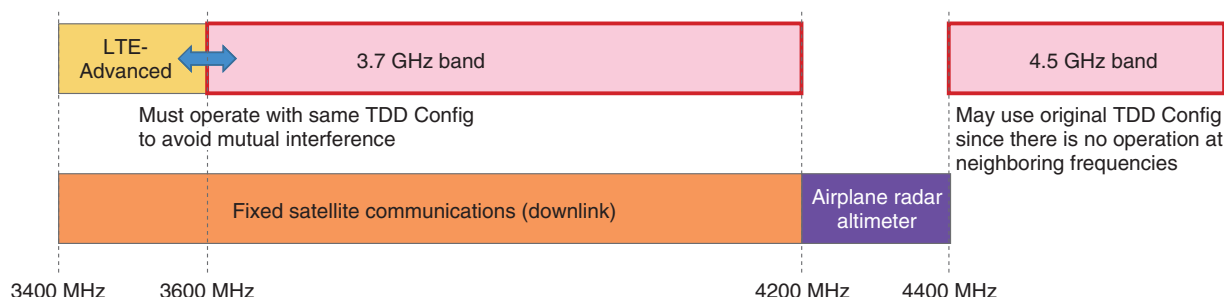 LTE-
Advanced
3.7 GHz band
4.5 GHz band
Must operate with same TDD Config
to avoid mutual interference
May use original TDD Config
since there is no operation at
neighboring frequencies
Fixed satellite communications (downlink)
Airplane radar
altimeter
3400 MHz
3600 MHz
4200 MHz
4400 MHz